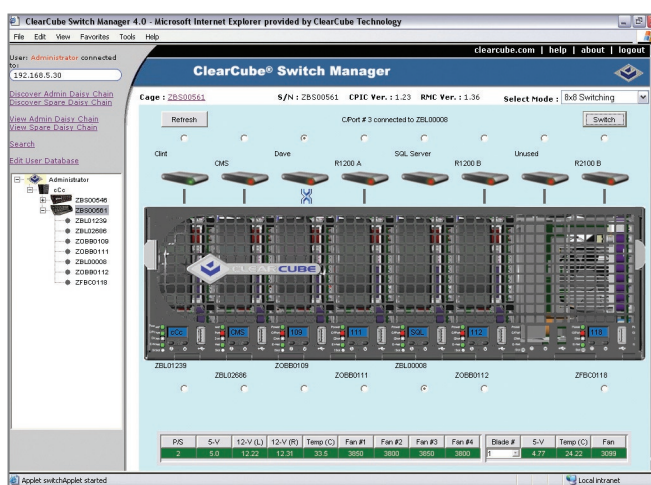 ClearCube Switch Manager 4.0 - Microsoft Internet Explorer provided by ClearCube Technology
File Edit View Favorites Tools Help
clearcube.com | help | about | logout
User: Administrator connected
to:
192.168.5.30
ClearCube® Switch Manager
Discover Admin Daisy Chain
Discover Spare Daisy Chain
View Admin Daisy Chain
View Spare Daisy Chain
Search
Edit User Database
Administrator
cCc
ZBS00546
ZBS00561
ZBL01239
ZBL02686
ZOBB0109
ZOBB0111
ZBL00008
ZOBB0112
ZFBC0118
Cage : ZBS00561 S/N : ZBS00561 CPIC Ver. : 1.23 RMC Ver. : 1.36 Select Mode : 8x8 Switching
Refresh C/Port # 3 connected to ZBL00008 Switch
Clint CMS Dave R1200 A SQL Server R1200 B Unused R2100 B
CLEARCUBE
cCc CMS 109 111 SQL 112 118
ZBL01239 ZBL02686 ZOBB0109 ZOBB0111 ZBL00008 ZOBB0112 ZFBC0118
P/S 5-V 12-V (L) 12-V (R) Temp (C) Fan #1 Fan #2 Fan #3 Fan #4 Blade # 5-V Temp (C) Fan
2 5.0 12.22 12.31 33.5 3850 3800 3850 3800 1 4.77 24.22 3099
Applet switchApplet started
Local intranet